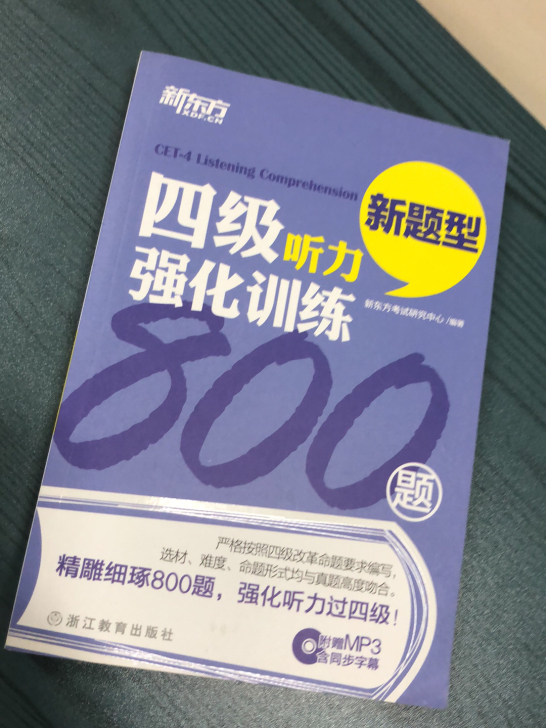 新东方
XDF.CN
CET-4 Listening Comprehension
新题型
四级听力
强化训练
新东方考试研究中心 / 编著
800
题
严格按照四级改革命题要求编写，
选材、难度、命题形式均与真题高度吻合。
精雕细琢800题，强化听力过四级！
浙江教育出版社
附赠MP3
含同步字幕